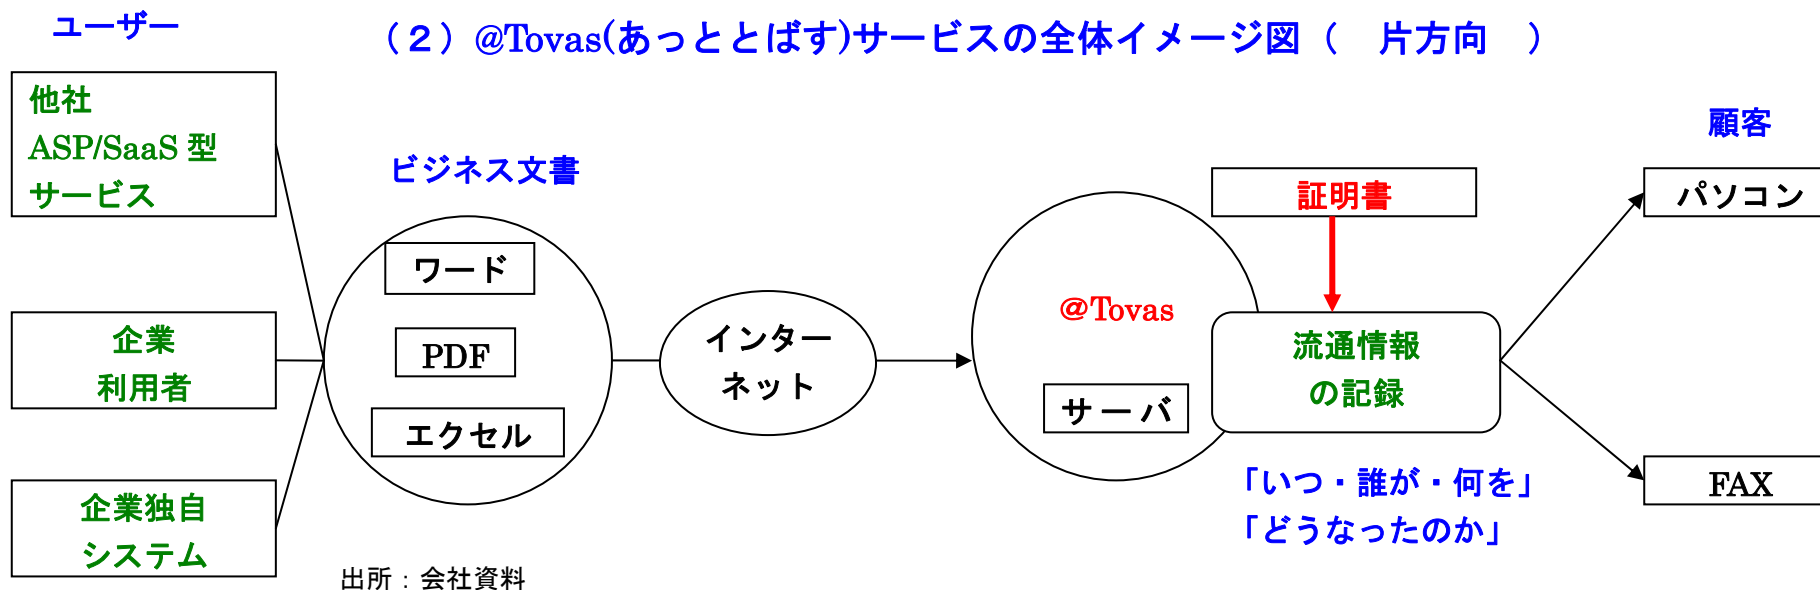 ユーザー
（２）@Tovas(あっととばす)サービスの全体イメージ図（　片方向　）
他社
ASP/SaaS 型
サービス
顧客
ビジネス文書
証明書
パソコン
ワード
@Tovas
企業
利用者
PDF
インター
ネット
流通情報
の記録
サーバ
エクセル
「いつ・誰が・何を」
「どうなったのか」
FAX
企業独自
システム
出所：会社資料